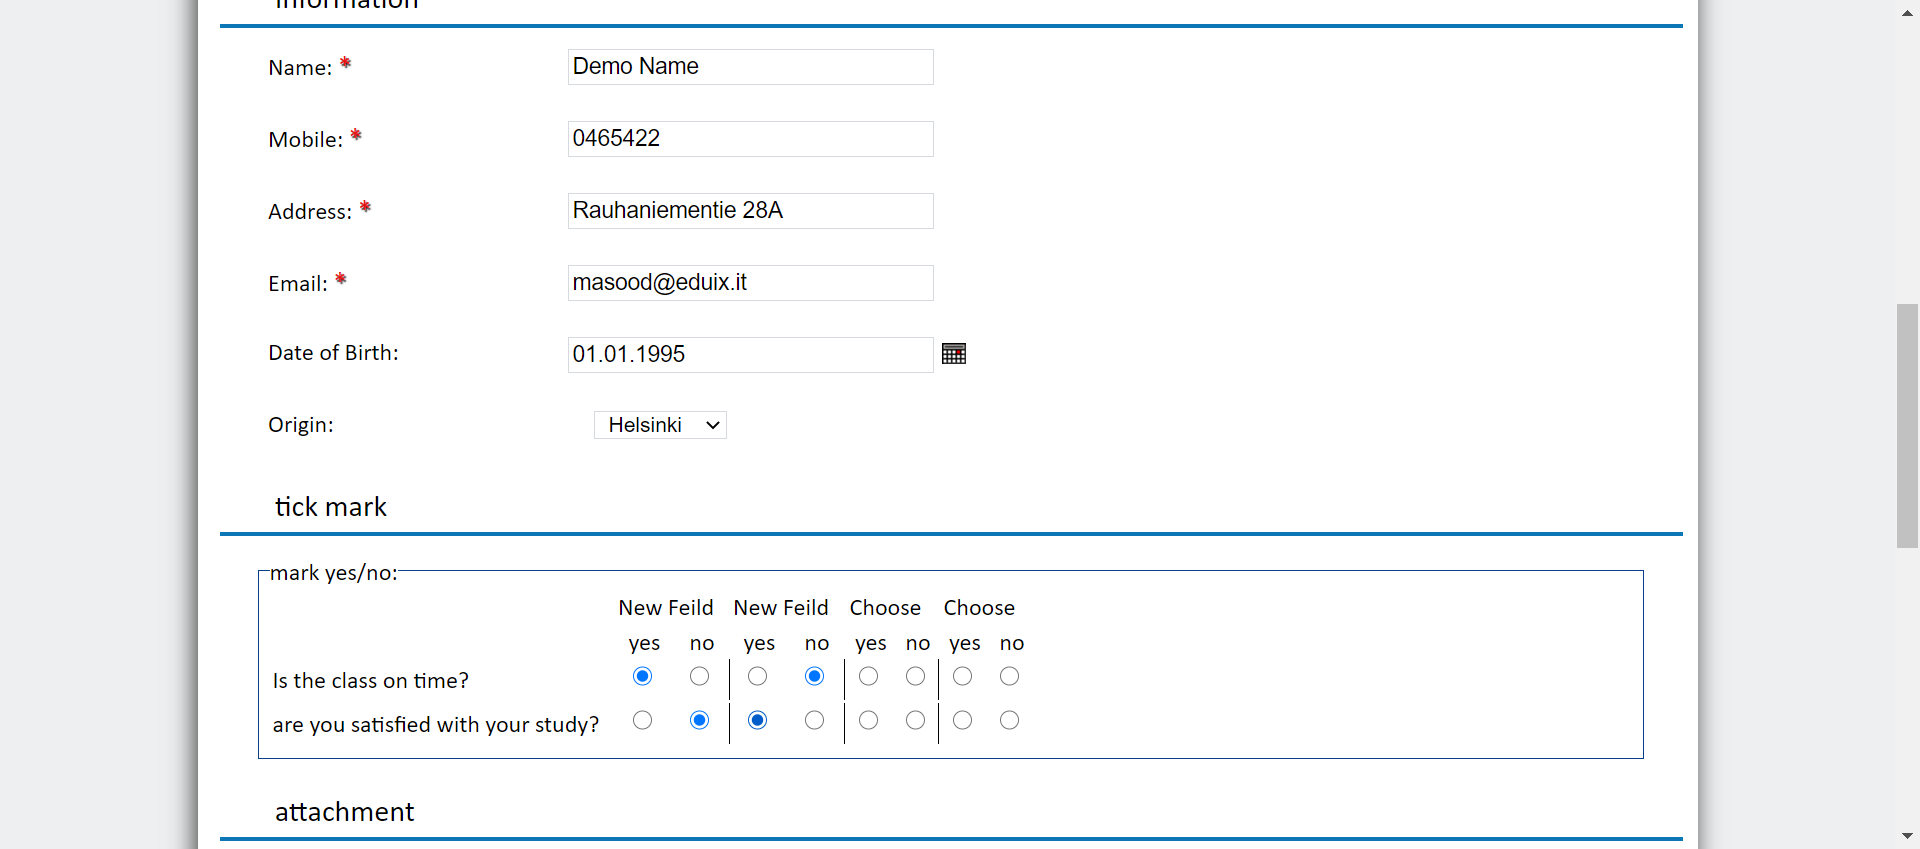 information
Name: *
Demo Name
Mobile: *
0465422
Address: *
Rauhaniementie 28A
Email: *
masood@eduix.it
Date of Birth:
01.01.1995
Origin:
Helsinki
tick mark
mark yes/no:
New Feild New Feild Choose Choose
yes no yes no yes no yes no
Is the class on time?
are you satisfied with your study?
attachment